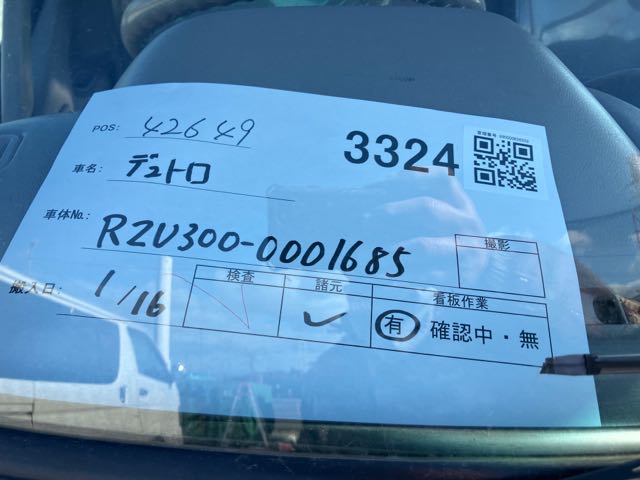 POS: 42649
3324
車名: デュトロ
車体No.: RZU300-0001685
撮影
搬入日: 1/16
検査 諸元 看板作業
有 確認中・無